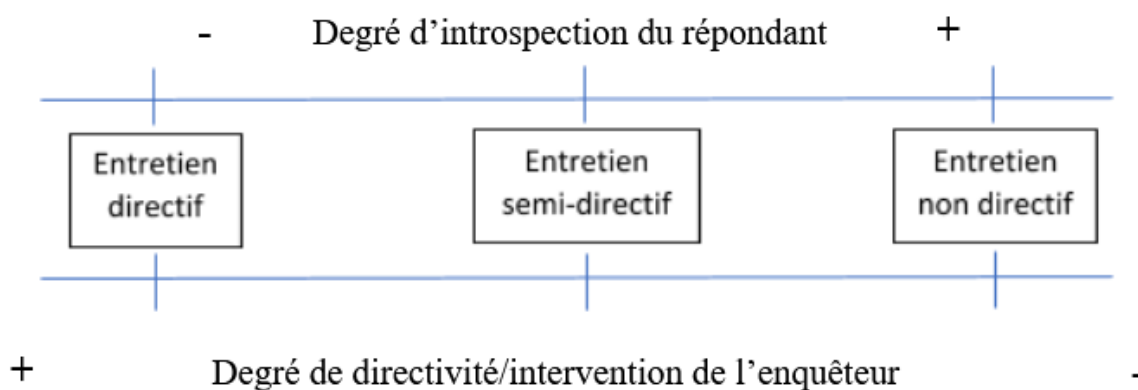 - Degré d’introspection du répondant +
Entretien
directif
Entretien
semi-directif
Entretien
non directif
+ Degré de directivité/intervention de l’enquêteur -